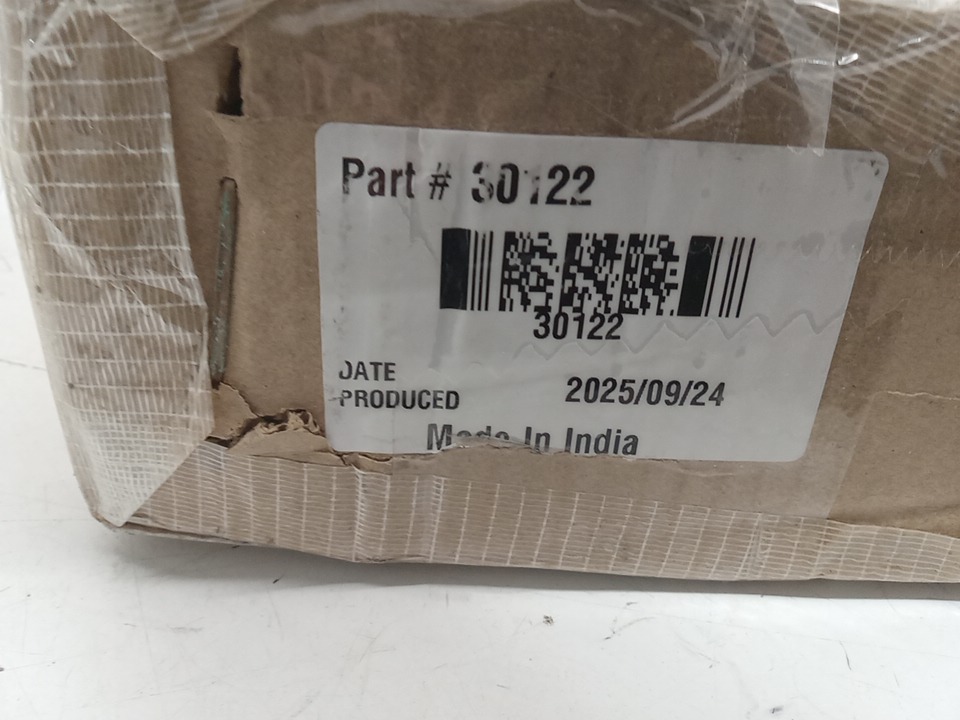 Part # 30122
30122
DATE
PRODUCED 2025/09/24
Made In India